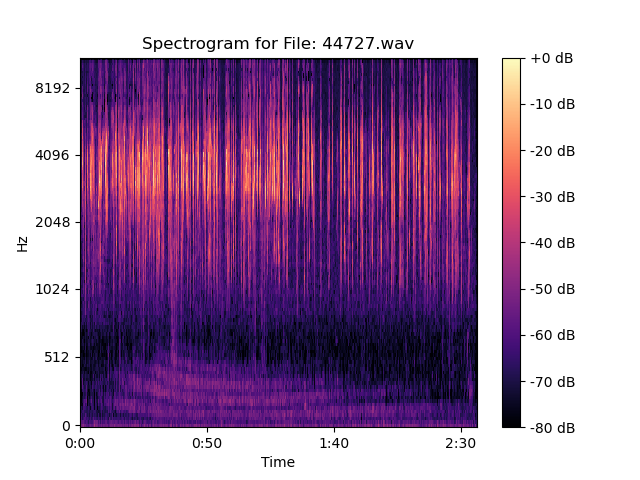 Spectrogram for File: 44727.wav
Hz
8192
4096
2048
1024
512
0
0:00 0:50 1:40 2:30
Time
+0 dB
-10 dB
-20 dB
-30 dB
-40 dB
-50 dB
-60 dB
-70 dB
-80 dB